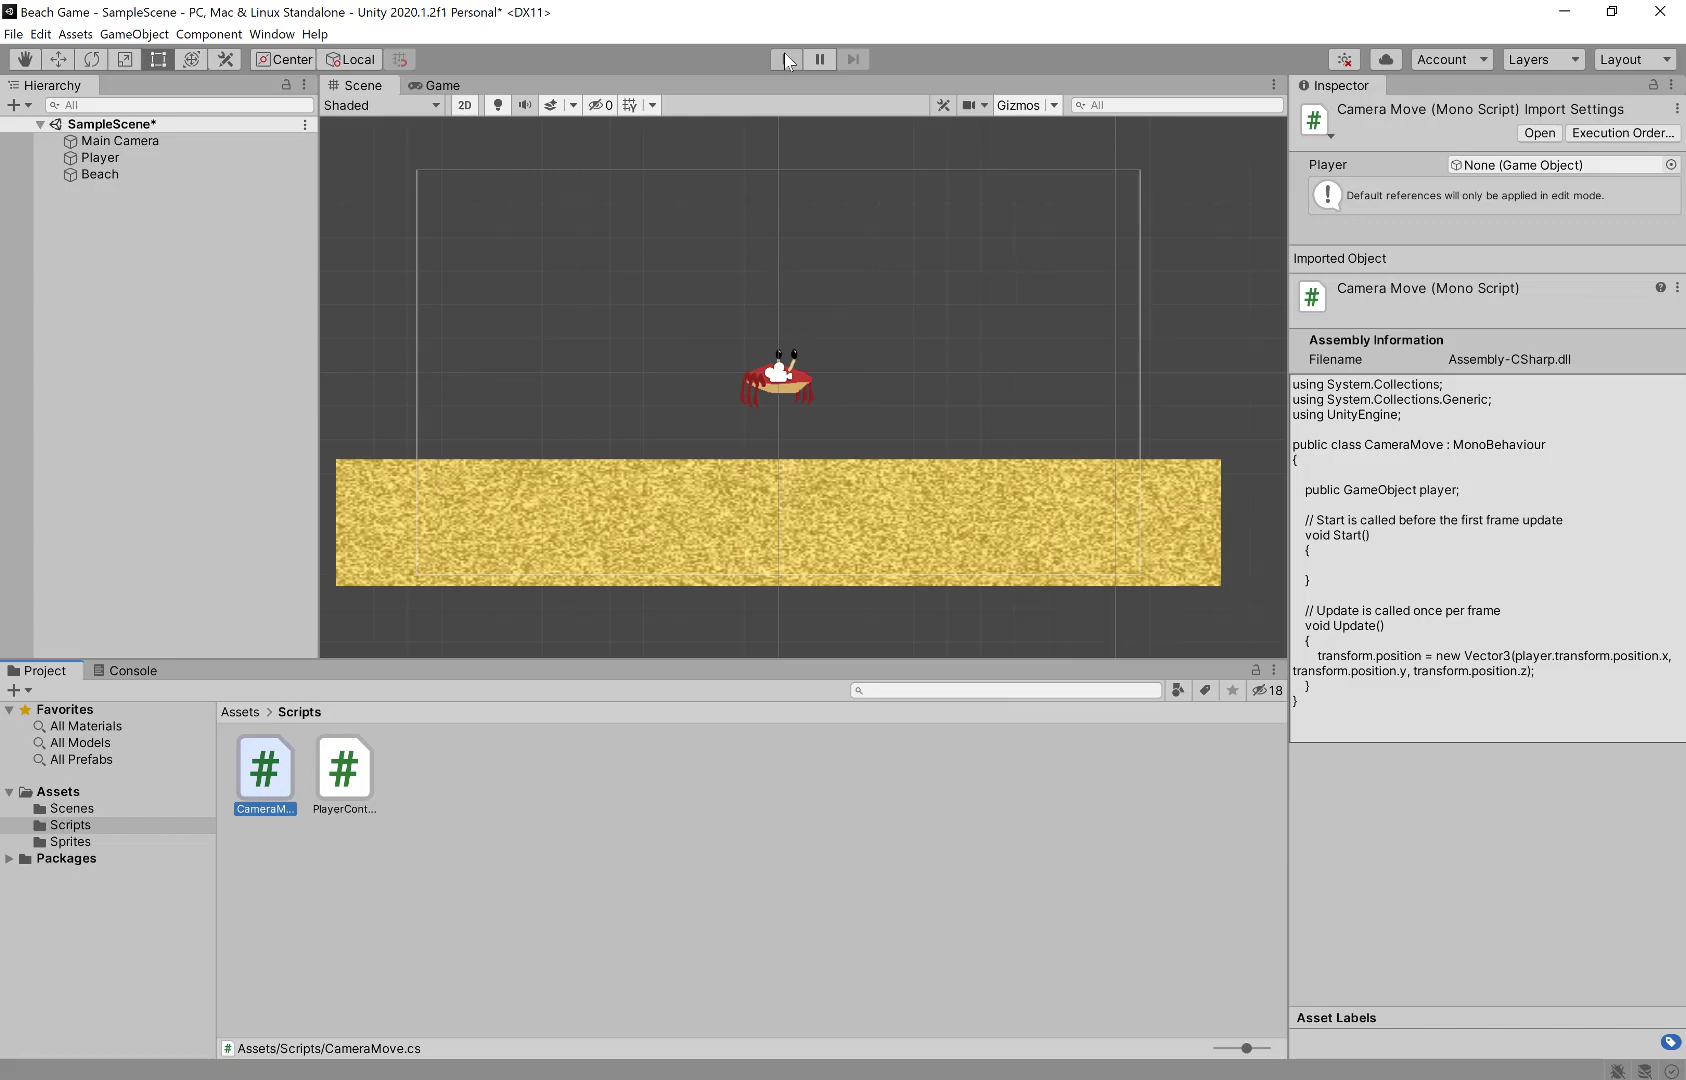 Beach Game - SampleScene - PC, Mac & Linux Standalone - Unity 2020.1.2f1 Personal* <DX11>
File Edit Assets GameObject Component Window Help
Center Local
Account Layers Layout
Hierarchy
All
SampleScene*
Main Camera
Player
Beach
Scene Game
Shaded 2D 0 Gizmos All
Inspector
Camera Move (Mono Script) Import Settings
Open Execution Order...
Player None (Game Object)
Default references will only be applied in edit mode.
Imported Object
Camera Move (Mono Script)
Assembly Information
Filename Assembly-CSharp.dll
using System.Collections;
using System.Collections.Generic;
using UnityEngine;
public class CameraMove : MonoBehaviour
{
public GameObject player;
// Start is called before the first frame update
void Start()
{
}
// Update is called once per frame
void Update()
{
transform.position = new Vector3(player.transform.position.x,
transform.position.y, transform.position.z);
}
}
Asset Labels
Project Console
18
Favorites
All Materials
All Models
All Prefabs
Assets
Scenes
Scripts
Sprites
Packages
Assets > Scripts
#
#
CameraM...
PlayerCont...
Assets/Scripts/CameraMove.cs